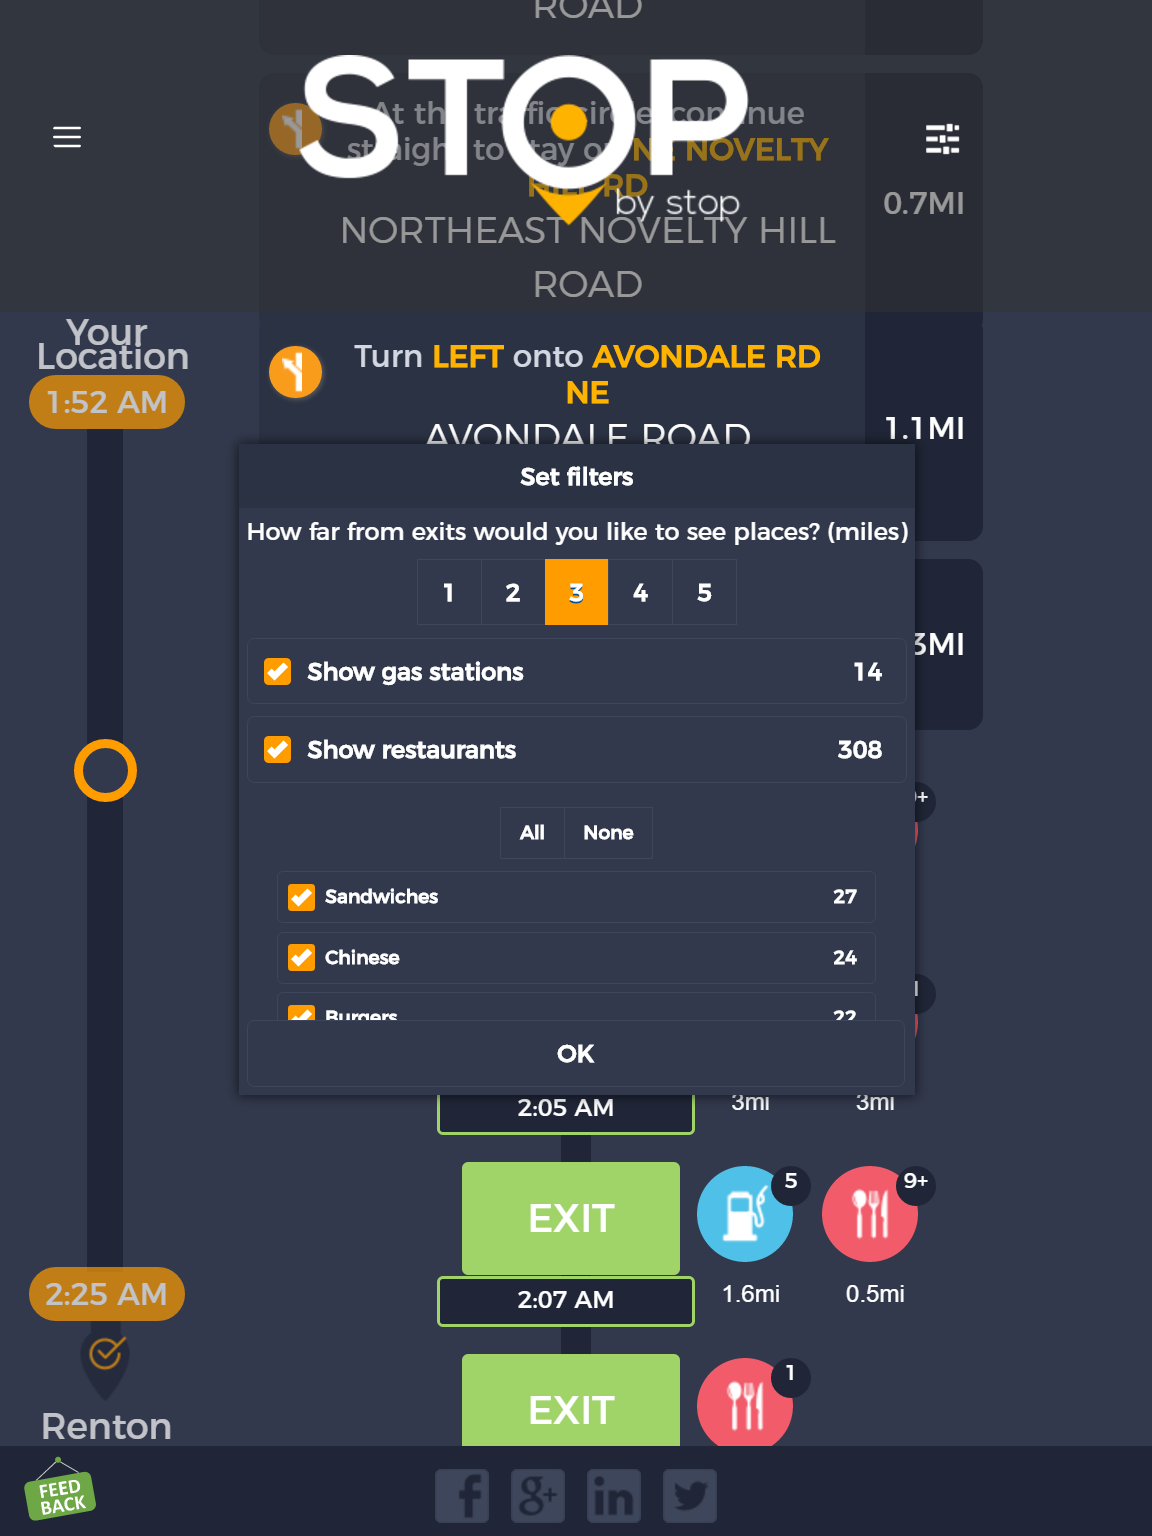 ROAD
STOP
by stop
At the traffic circle, continue
straight to stay on NE NOVELTY
HILL RD
0.7MI
NORTHEAST NOVELTY HILL
ROAD
Your
Location
1:52 AM
Turn LEFT onto AVONDALE RD
NE
AVONDALE ROAD
1.1MI
Set filters
How far from exits would you like to see places? (miles)
1 2 3 4 5
3MI
Show gas stations 14
Show restaurants 308
All None
Sandwiches 27
Chinese 24
Burgers 22
OK
2:05 AM 3mi 3mi
EXIT 5 9+
2:07 AM 1.6mi 0.5mi
2:25 AM
EXIT 1
Renton
FEED
BACK
f g+ in